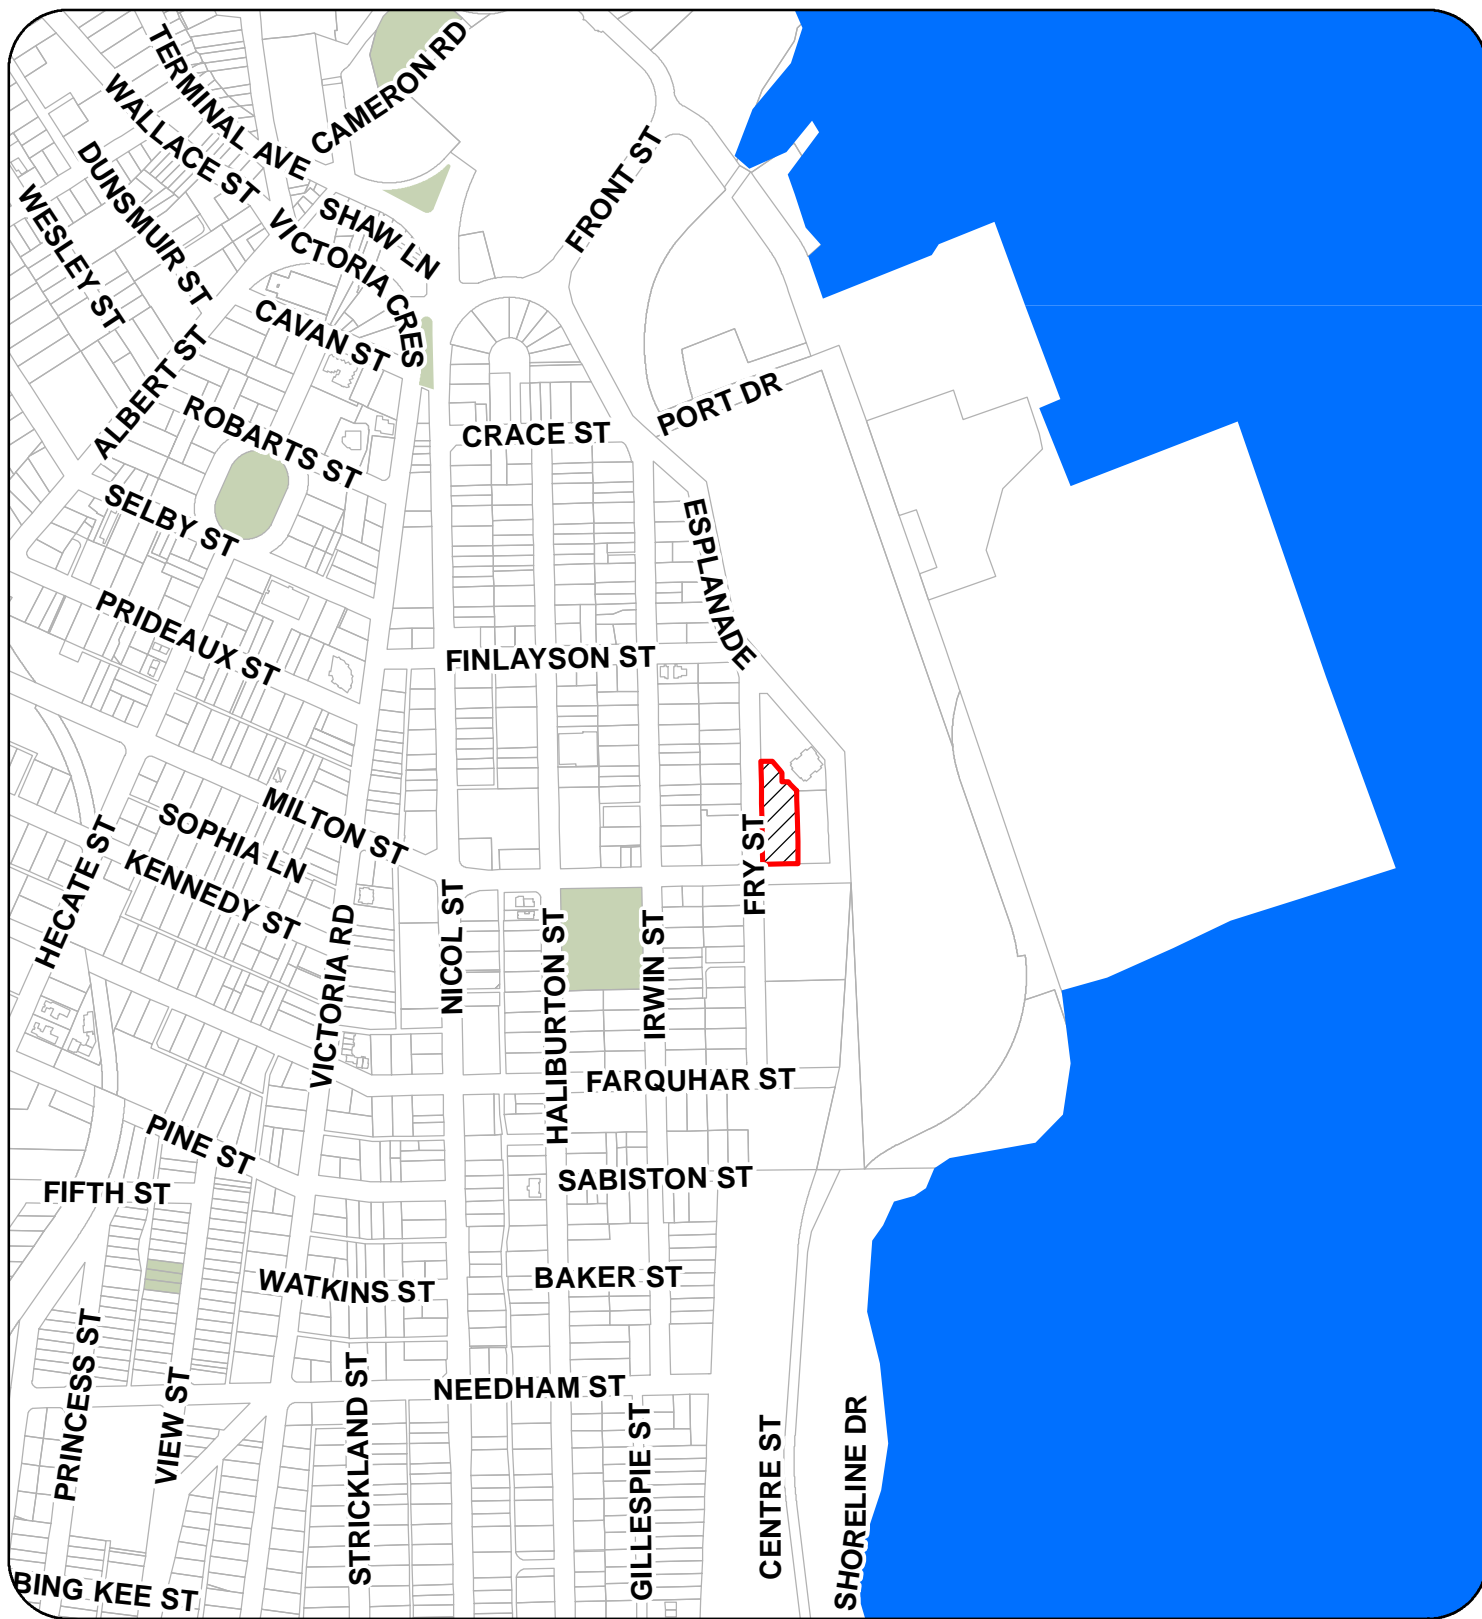 TERMINAL AVE
CAMERON RD
WALLACE ST
DUNSMUIR ST
WESLEY ST
SHAW LN
VICTORIA CRES
FRONT ST
CAVAN ST
ALBERT ST
ROBARTS ST
PORT DR
CRACE ST
SELBY ST
ESPLANADE
PRIDEAUX ST
FINLAYSON ST
MILTON ST
SOPHIA LN
KENNEDY ST
HECATE ST
FRY ST
VICTORIA RD
NICOL ST
HALIBURTON ST
IRWIN ST
FARQUHAR ST
PINE ST
SABISTON ST
FIFTH ST
WATKINS ST
BAKER ST
PRINCESS ST
VIEW ST
STRICKLAND ST
NEEDHAM ST
GILLESPIE ST
CENTRE ST
SHORELINE DR
BING KEE ST